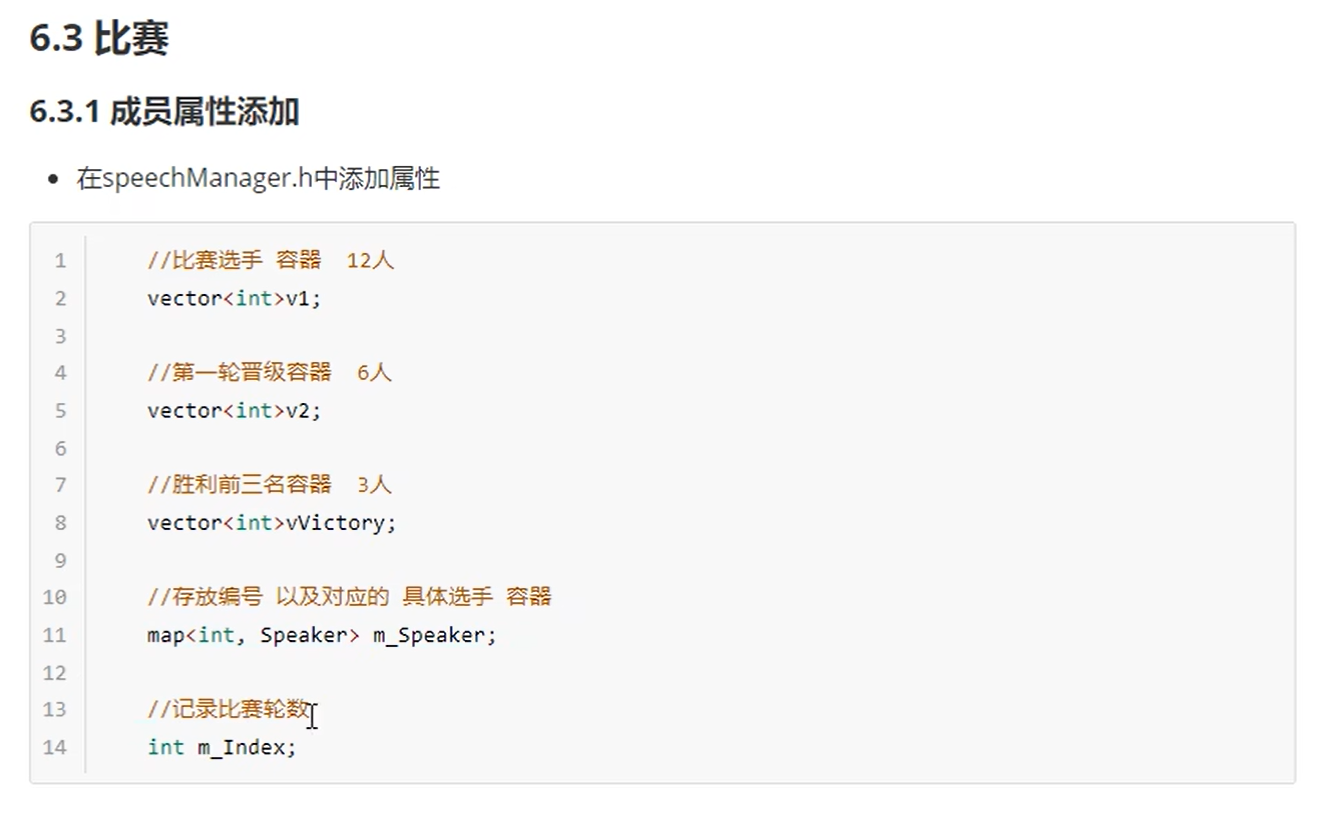 6.3 比赛
6.3.1 成员属性添加
• 在speechManager.h中添加属性
1 //比赛选手 容器  12人
2 vector<int>v1;
3
4 //第一轮晋级容器  6人
5 vector<int>v2;
6
7 //胜利前三名容器  3人
8 vector<int>vVictory;
9
10 //存放编号 以及对应的 具体选手 容器
11 map<int, Speaker> m_Speaker;
12
13 //记录比赛轮数
14 int m_Index;